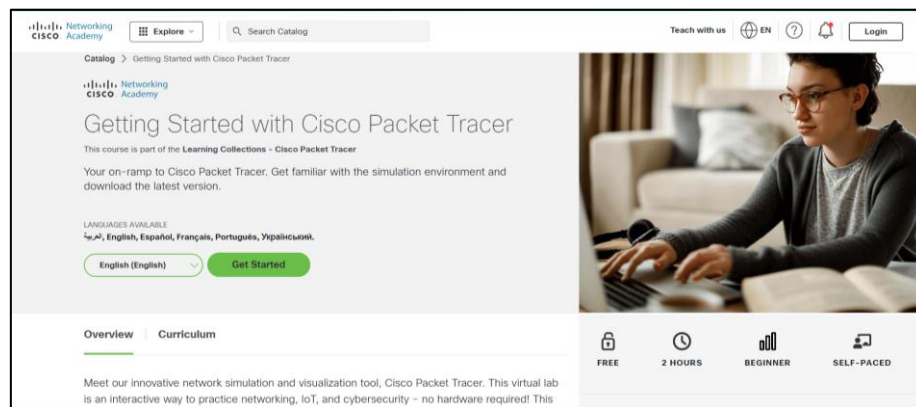 Networking
CISCO Academy
Explore
Search Catalog
Teach with us
EN
?
Login
Catalog > Getting Started with Cisco Packet Tracer
Networking
CISCO Academy
Getting Started with Cisco Packet Tracer
This course is part of the Learning Collections - Cisco Packet Tracer
Your on-ramp to Cisco Packet Tracer. Get familiar with the simulation environment and
download the latest version.
LANGUAGES AVAILABLE
العربية, English, Español, Français, Português, Український.
English (English)
Get Started
Overview
Curriculum
FREE
2 HOURS
BEGINNER
SELF-PACED
Meet our innovative network simulation and visualization tool, Cisco Packet Tracer. This virtual lab
is an interactive way to practice networking, IoT, and cybersecurity - no hardware required! This